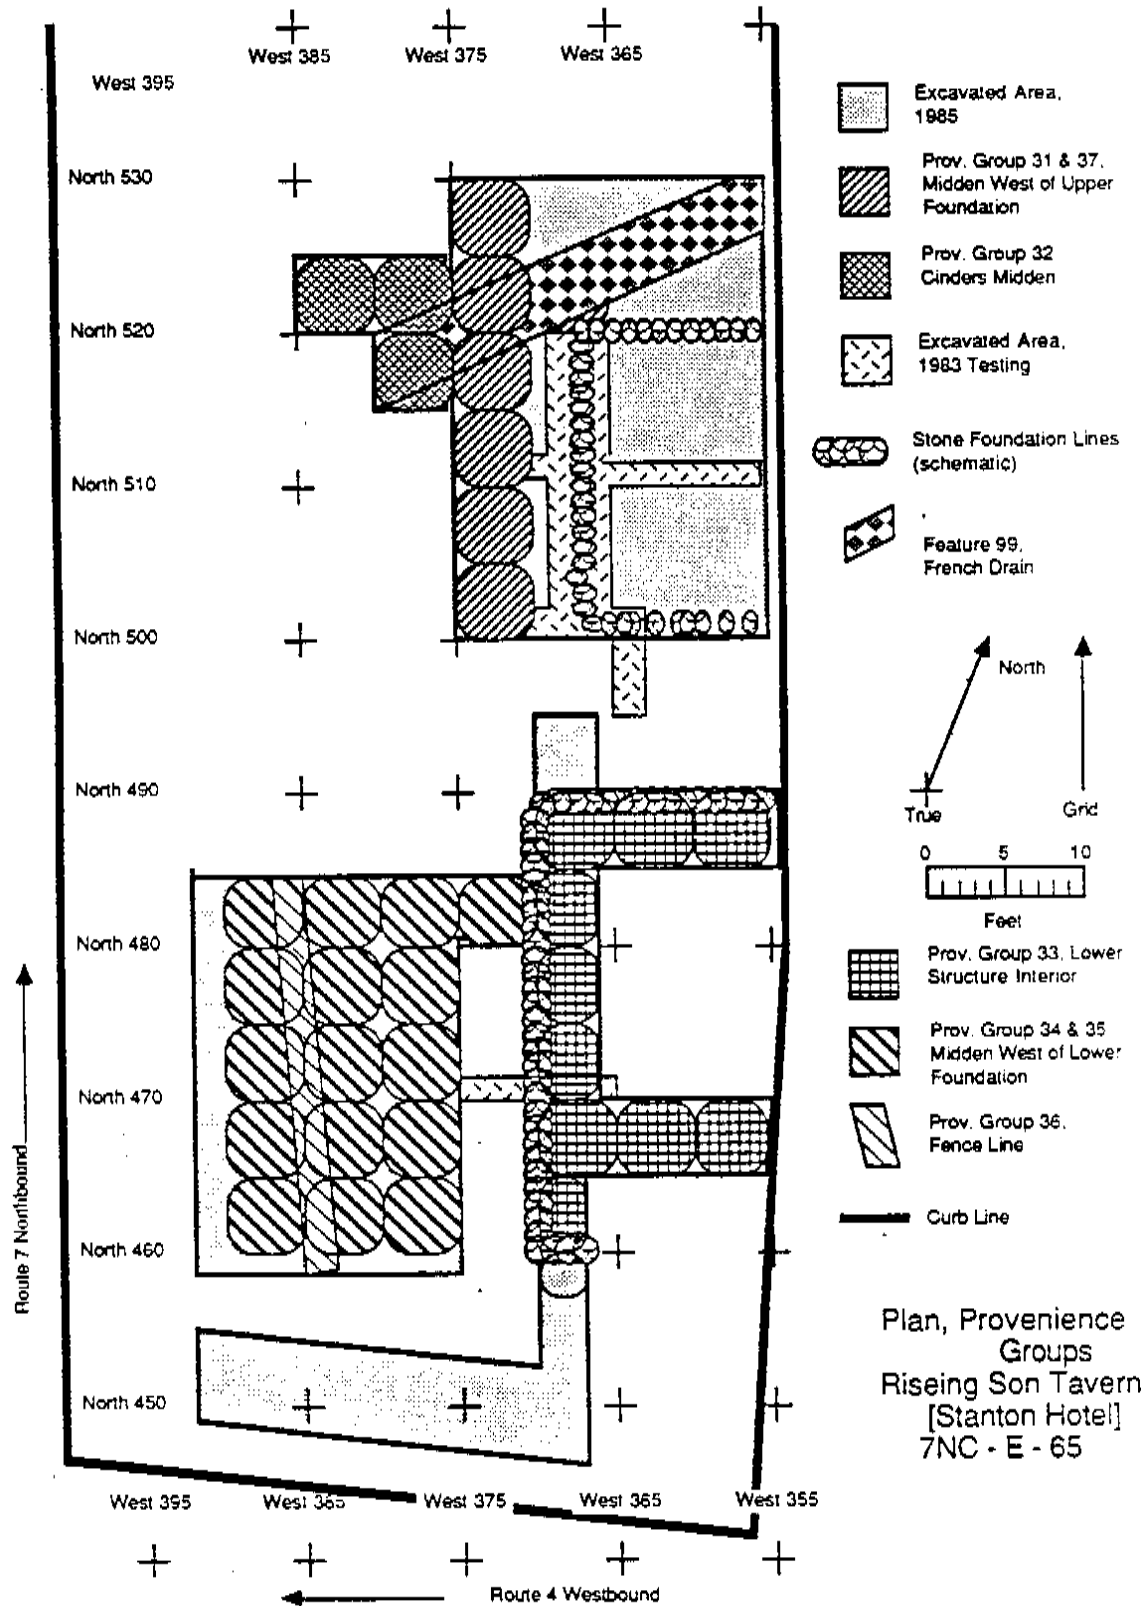 West 385
West 375
West 365
West 395
North 530
North 520
North 510
North 500
North 490
North 480
North 470
North 460
North 450
Route 7 Northbound
West 395
West 385
West 375
West 365
West 355
Route 4 Westbound
Excavated Area,
1985
Prov. Group 31 & 37,
Midden West of Upper
Foundation
Prov. Group 32
Cinders Midden
Excavated Area,
1983 Testing
Stone Foundation Lines
(schematic)
Feature 99,
French Drain
North
True
Grid
0 5 10
Feet
Prov. Group 33, Lower
Structure Interior
Prov. Group 34 & 35
Midden West of Lower
Foundation
Prov. Group 36,
Fence Line
Curb Line
Plan, Provenience
Groups
Riseing Son Tavern
[Stanton Hotel]
7NC - E - 65